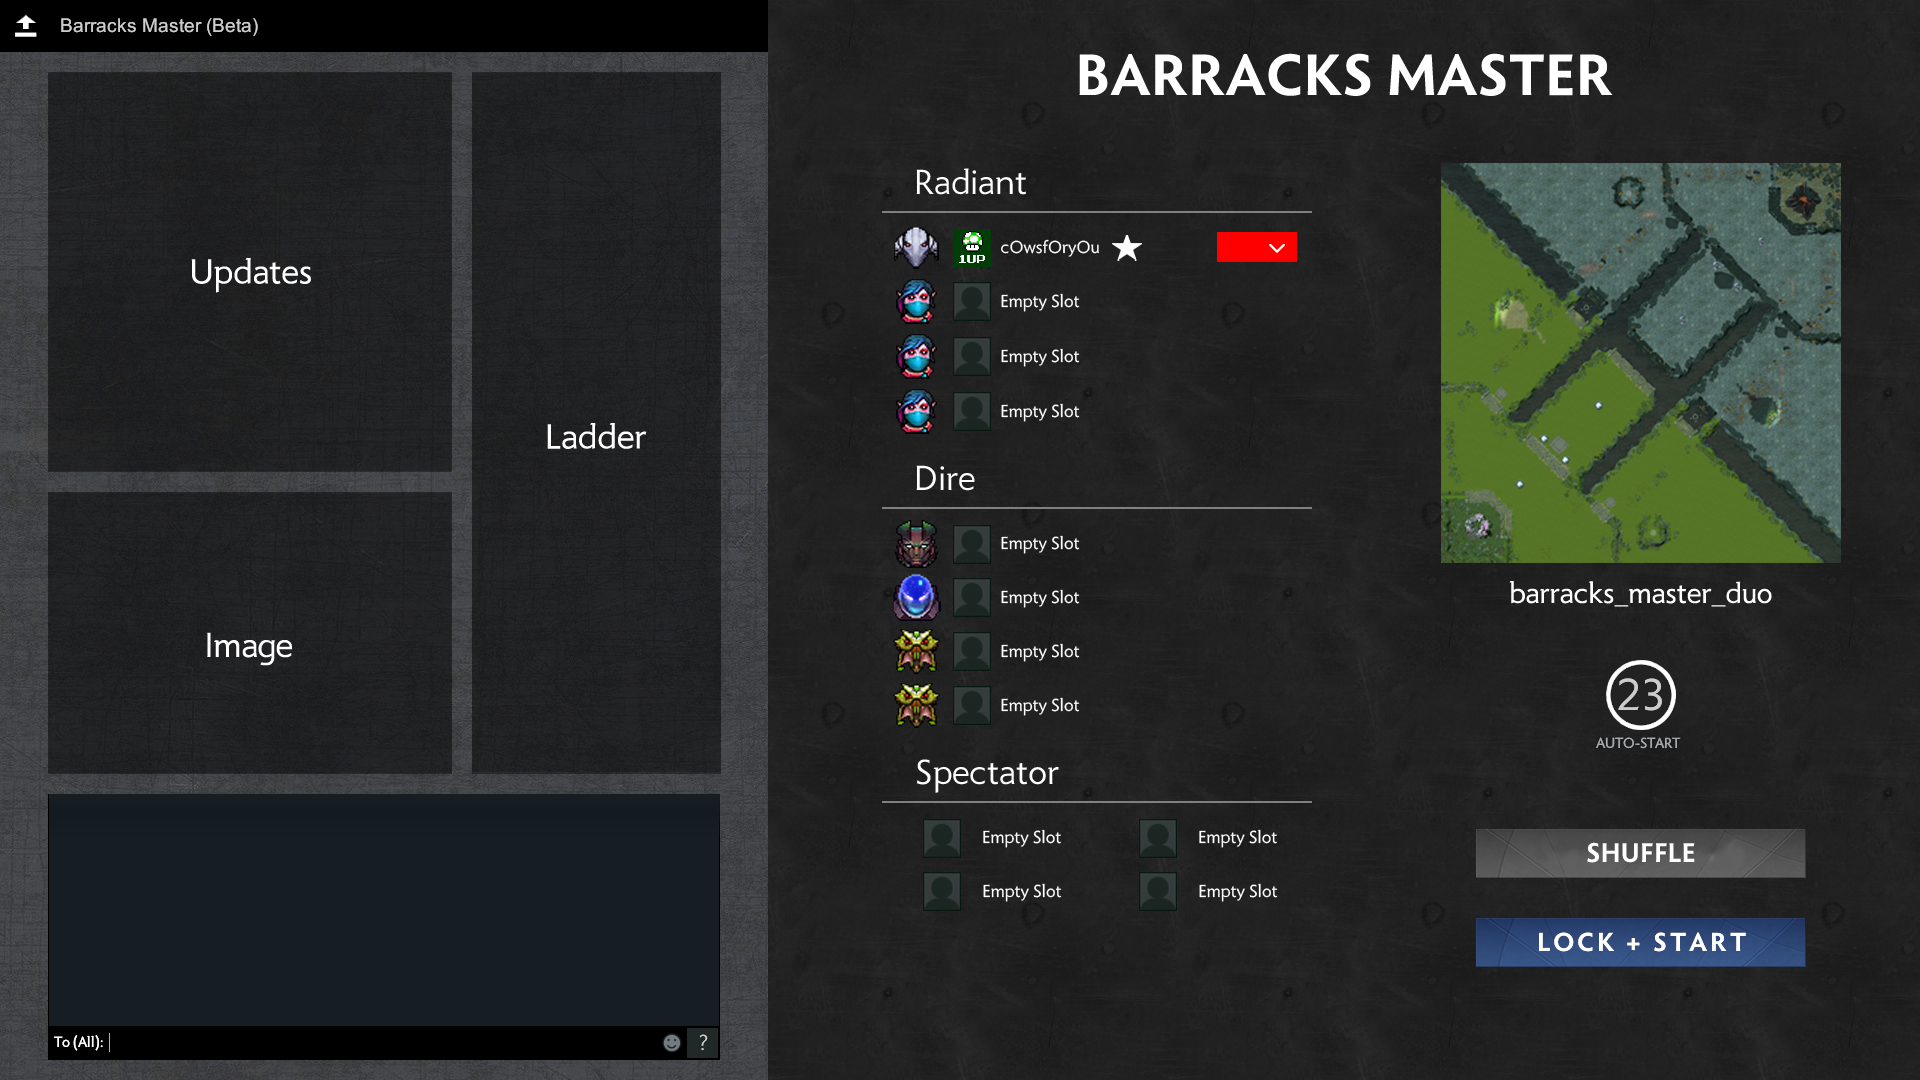 Barracks Master (Beta)
Updates
Ladder
Image
To (All):
?
BARRACKS MASTER
Radiant
1UP
cOwsfOryOu
Empty Slot
Empty Slot
Empty Slot
Dire
Empty Slot
Empty Slot
Empty Slot
Empty Slot
Spectator
Empty Slot Empty Slot
Empty Slot Empty Slot
barracks_master_duo
23
AUTO-START
SHUFFLE
LOCK + START